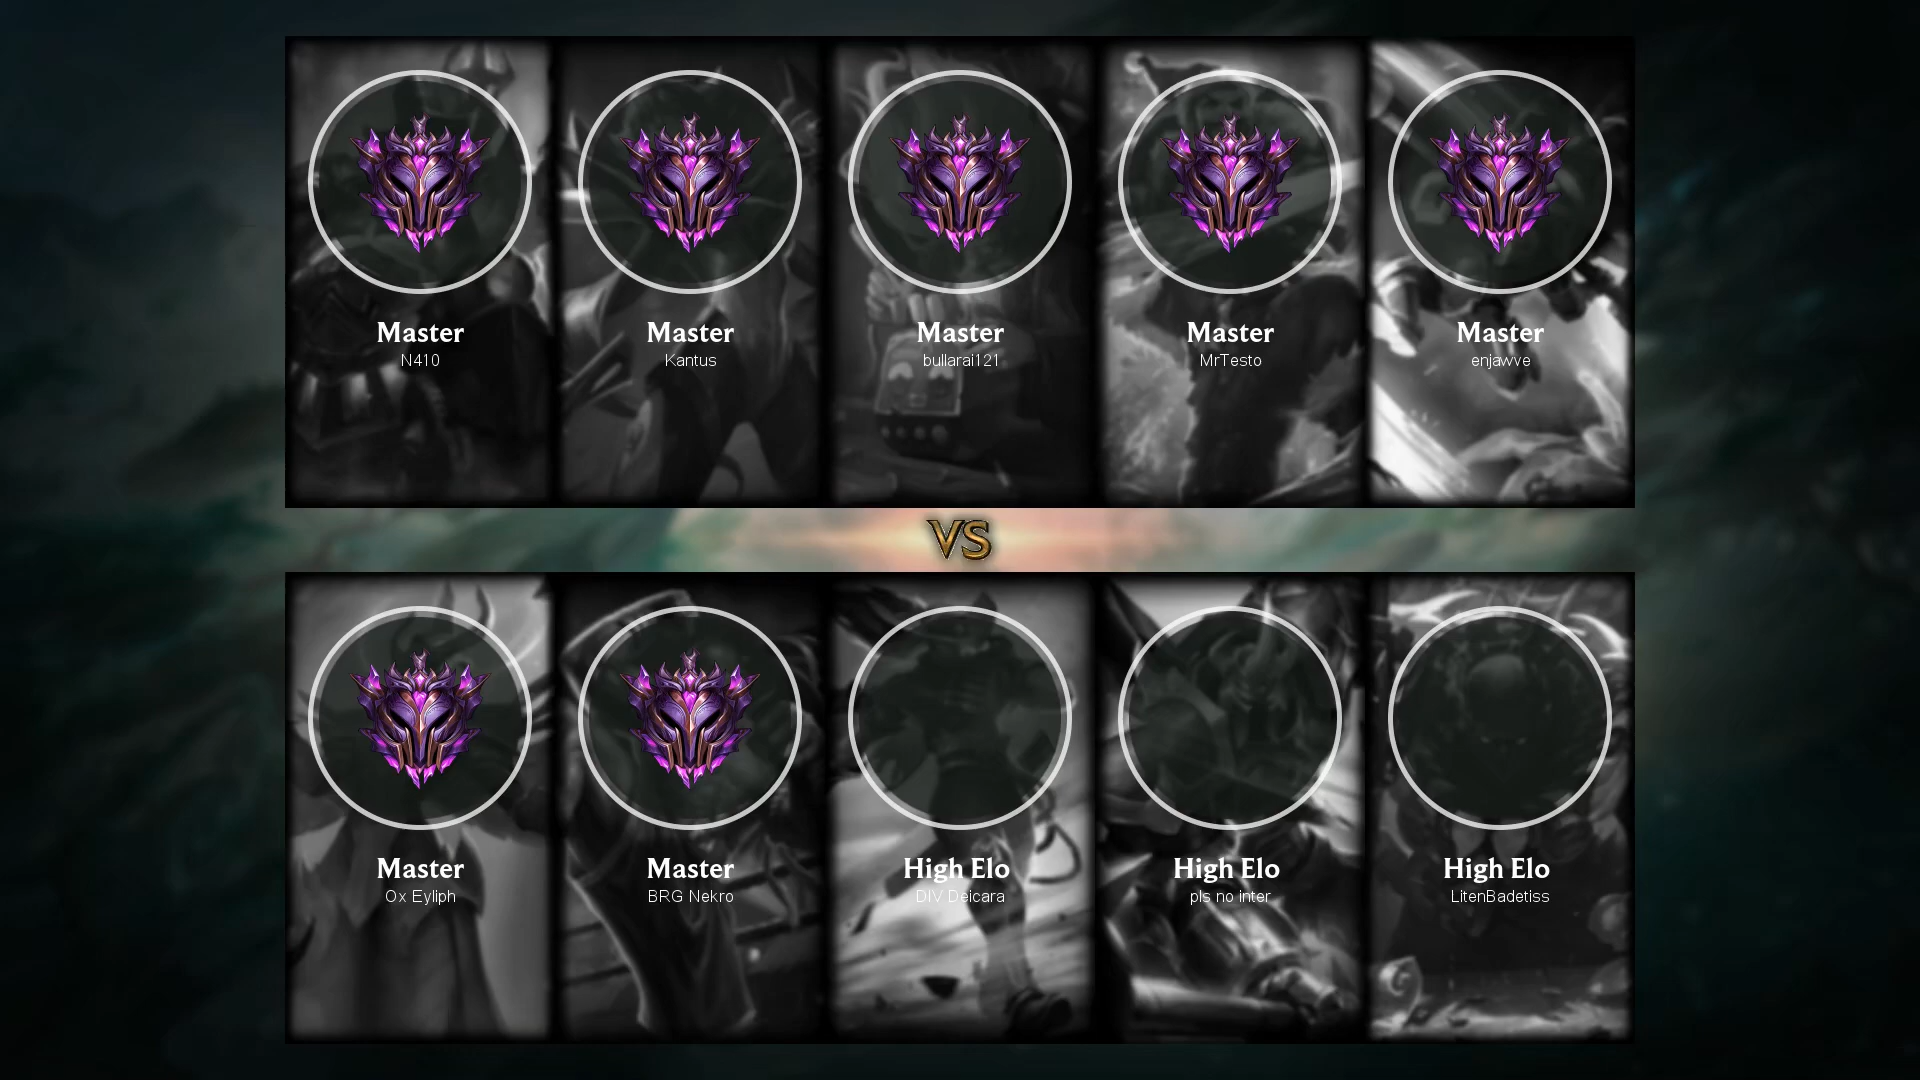 Master
N410
Master
Kantus
Master
bullarai121
Master
MrTesto
Master
enjawve
VS
Master
Ox Eyliph
Master
BRG Nekro
High Elo
DIV Deicara
High Elo
pls no inter
High Elo
LitenBadetiss